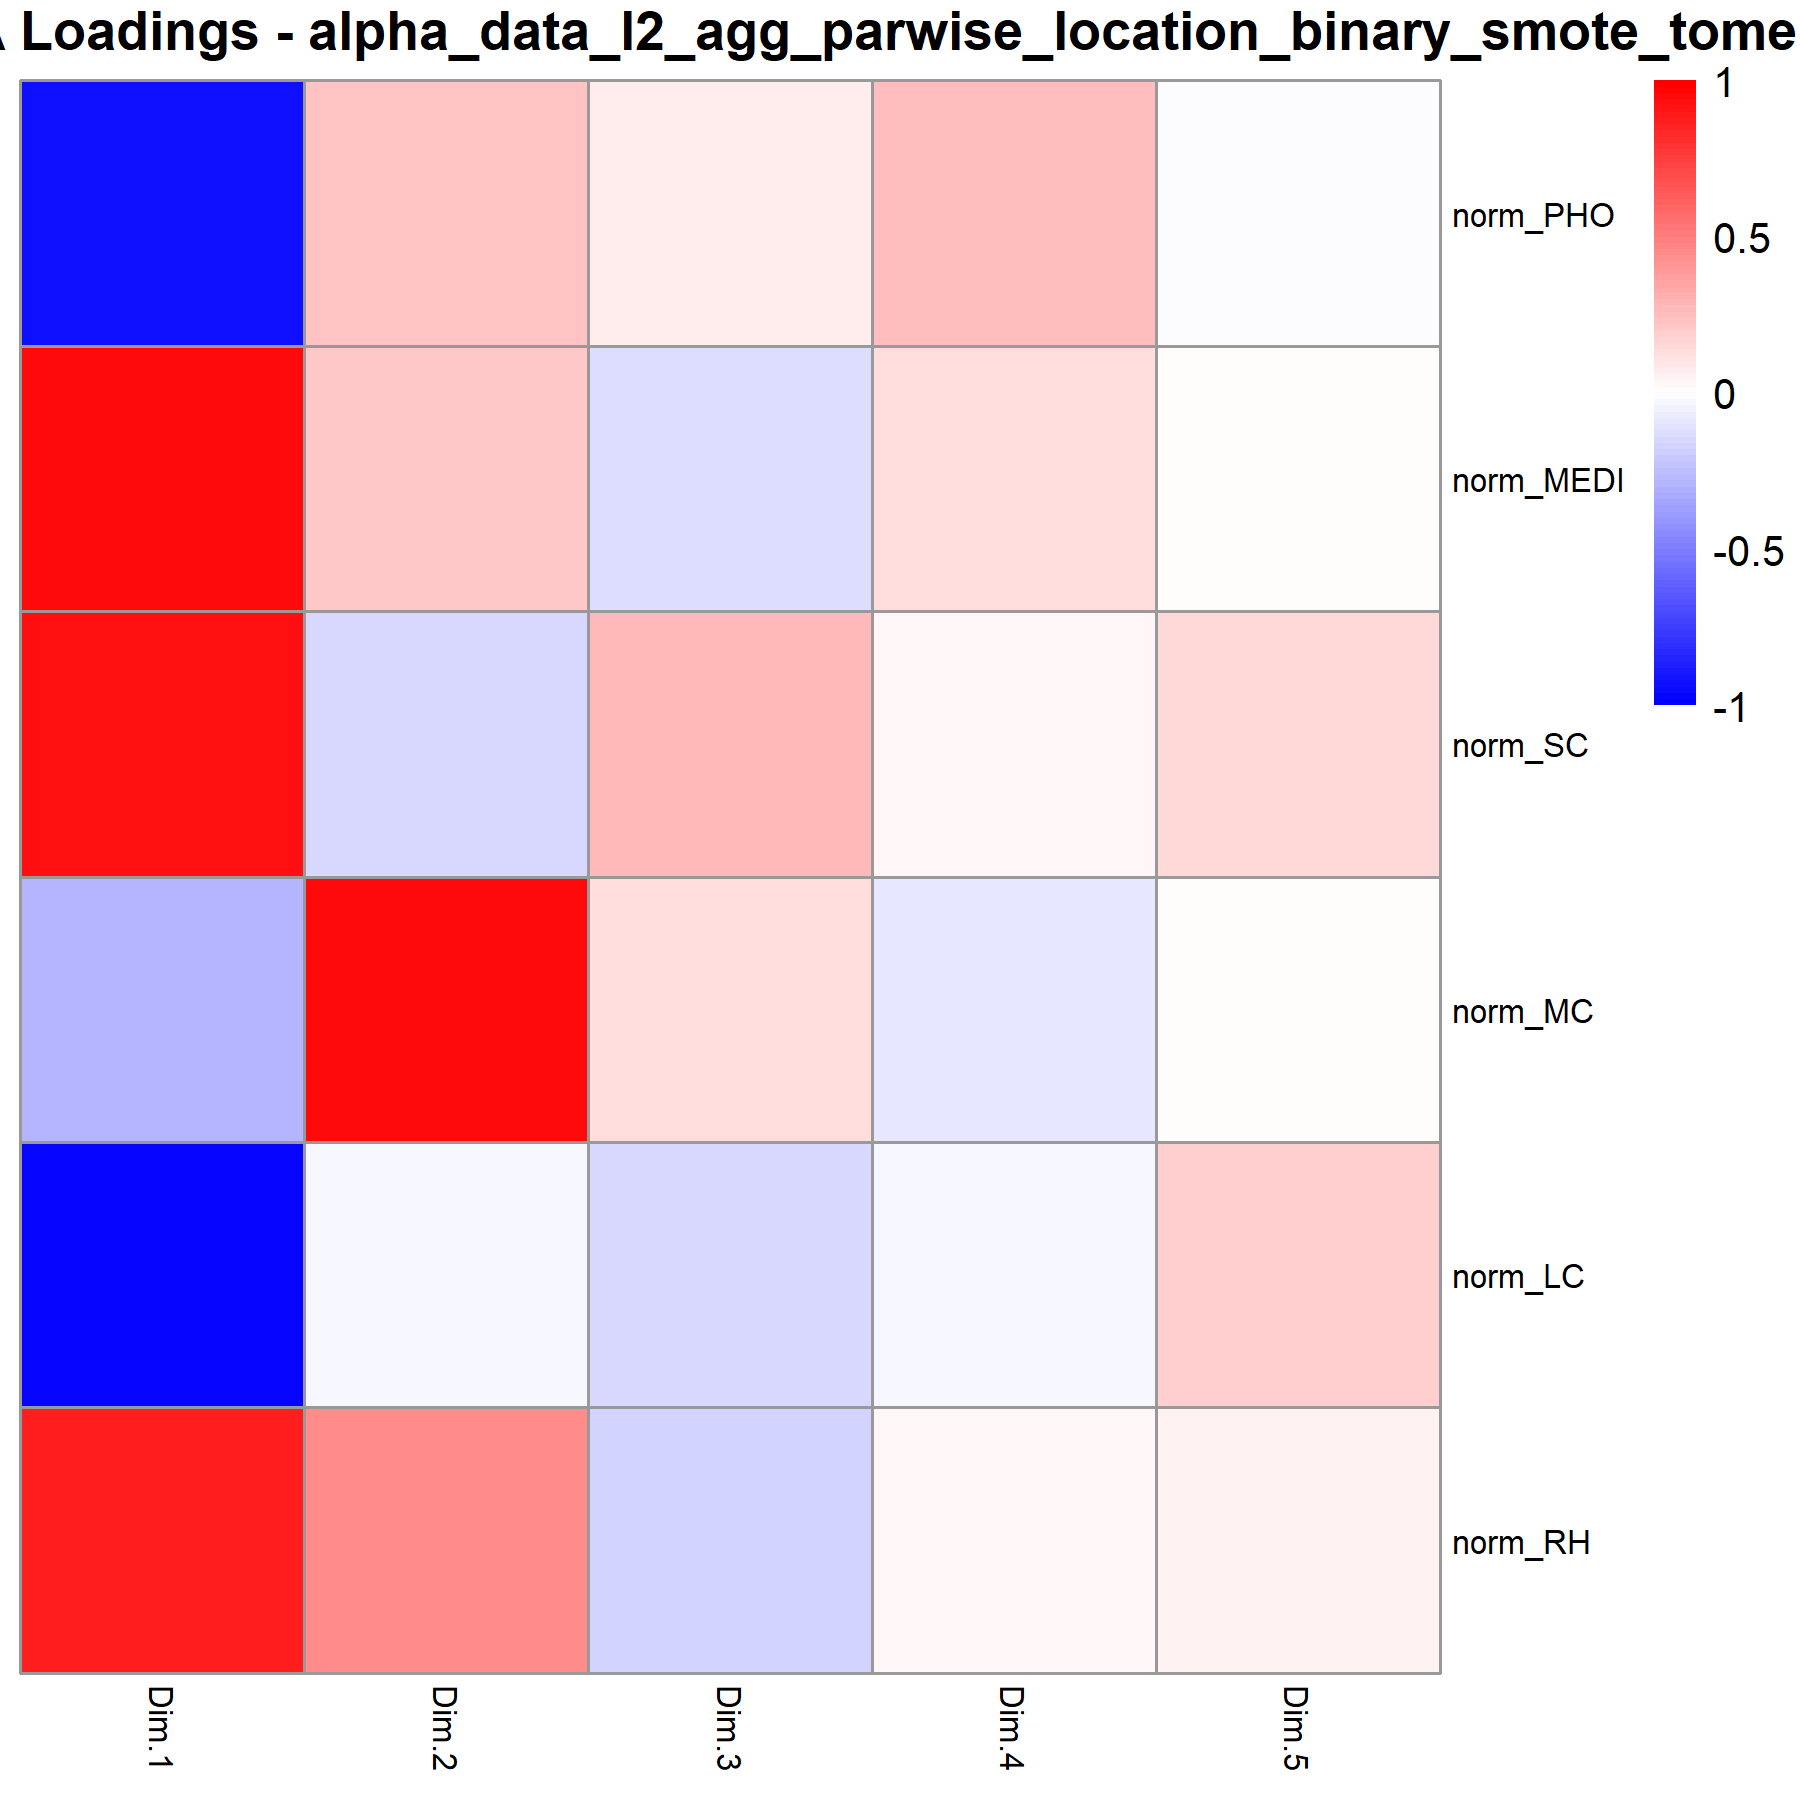 Loadings - alpha_data_l2_agg_parwise_location_binary_smote_tome
1
0.5
0
-0.5
-1
norm_PHO
norm_MEDI
norm_SC
norm_MC
norm_LC
norm_RH
Dim.1
Dim.2
Dim.3
Dim.4
Dim.5